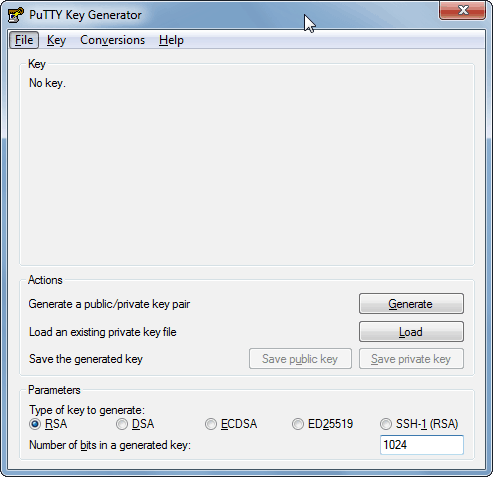 PuTTY Key Generator
File Key Conversions Help
Key
No key.
Actions
Generate a public/private key pair Generate
Load an existing private key file Load
Save the generated key Save public key Save private key
Parameters
Type of key to generate:
RSA DSA ECDSA ED25519 SSH-1 (RSA)
Number of bits in a generated key: 1024